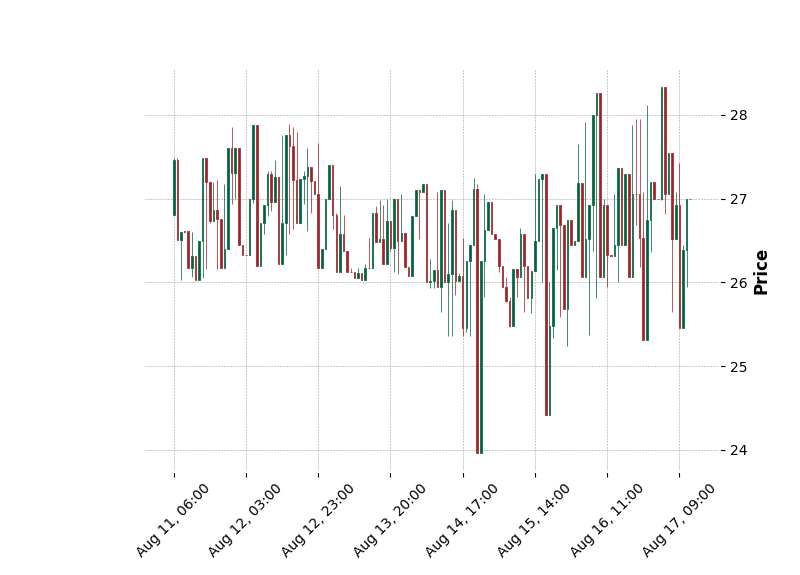 28
27
26
25
24
Price
Aug 11, 06:00
Aug 12, 03:00
Aug 12, 23:00
Aug 13, 20:00
Aug 14, 17:00
Aug 15, 14:00
Aug 16, 11:00
Aug 17, 09:00